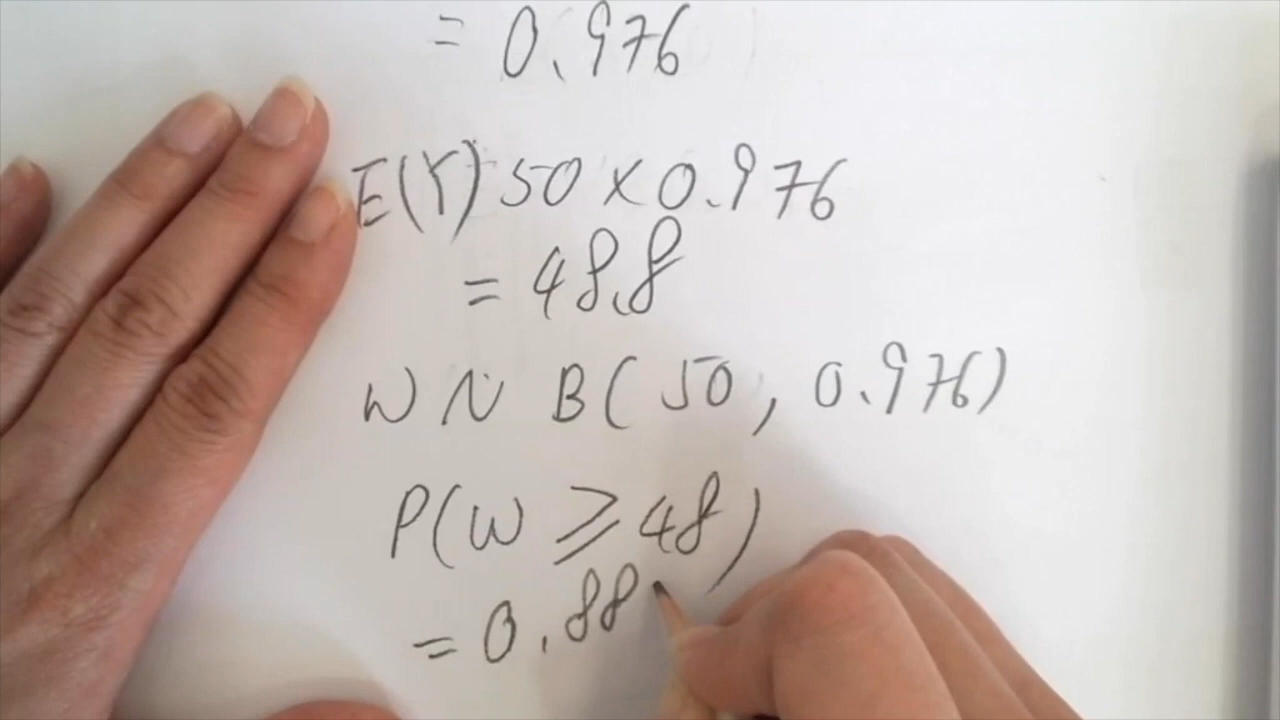 = 0.976
E(Y) 50 × 0.976
= 48.8
W ~ B(50, 0.976)
P(W ⩾ 48)
= 0.88